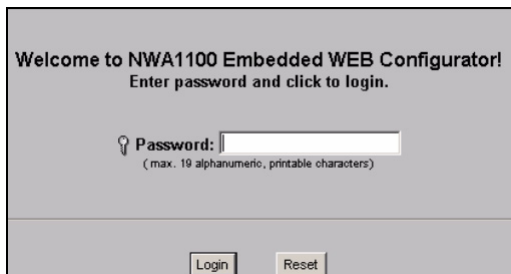 Welcome to NWA1100 Embedded WEB Configurator!
Enter password and click to login.
Password:
( max. 19 alphanumeric, printable characters)
Login Reset